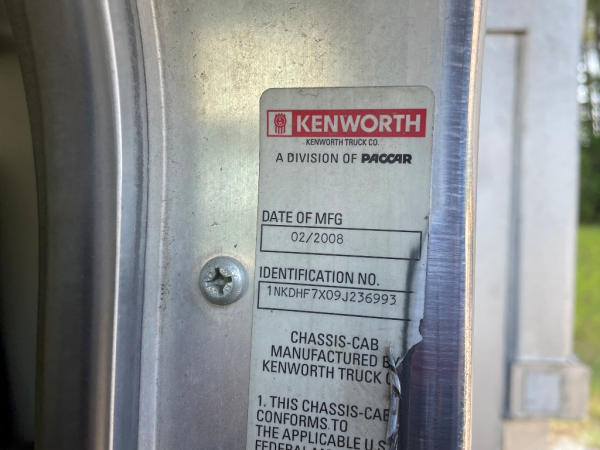 KENWORTH
KENWORTH TRUCK CO.
A DIVISION OF PACCAR
DATE OF MFG
02/2008
IDENTIFICATION NO.
1NKDHF7X09J236993
CHASSIS-CAB
MANUFACTURED BY
KENWORTH TRUCK
1. THIS CHASSIS-CAB
CONFORMS TO
THE APPLICABLE U.S
FEDERAL